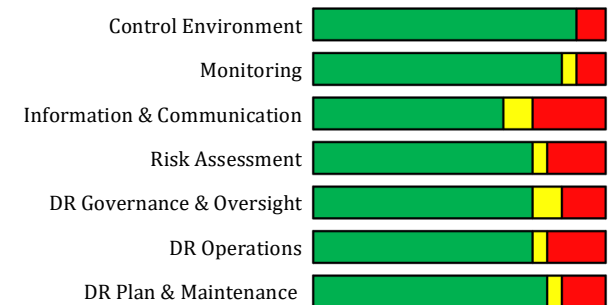 Control Environment
Monitoring
Information & Communication
Risk Assessment
DR Governance & Oversight
DR Operations
DR Plan & Maintenance